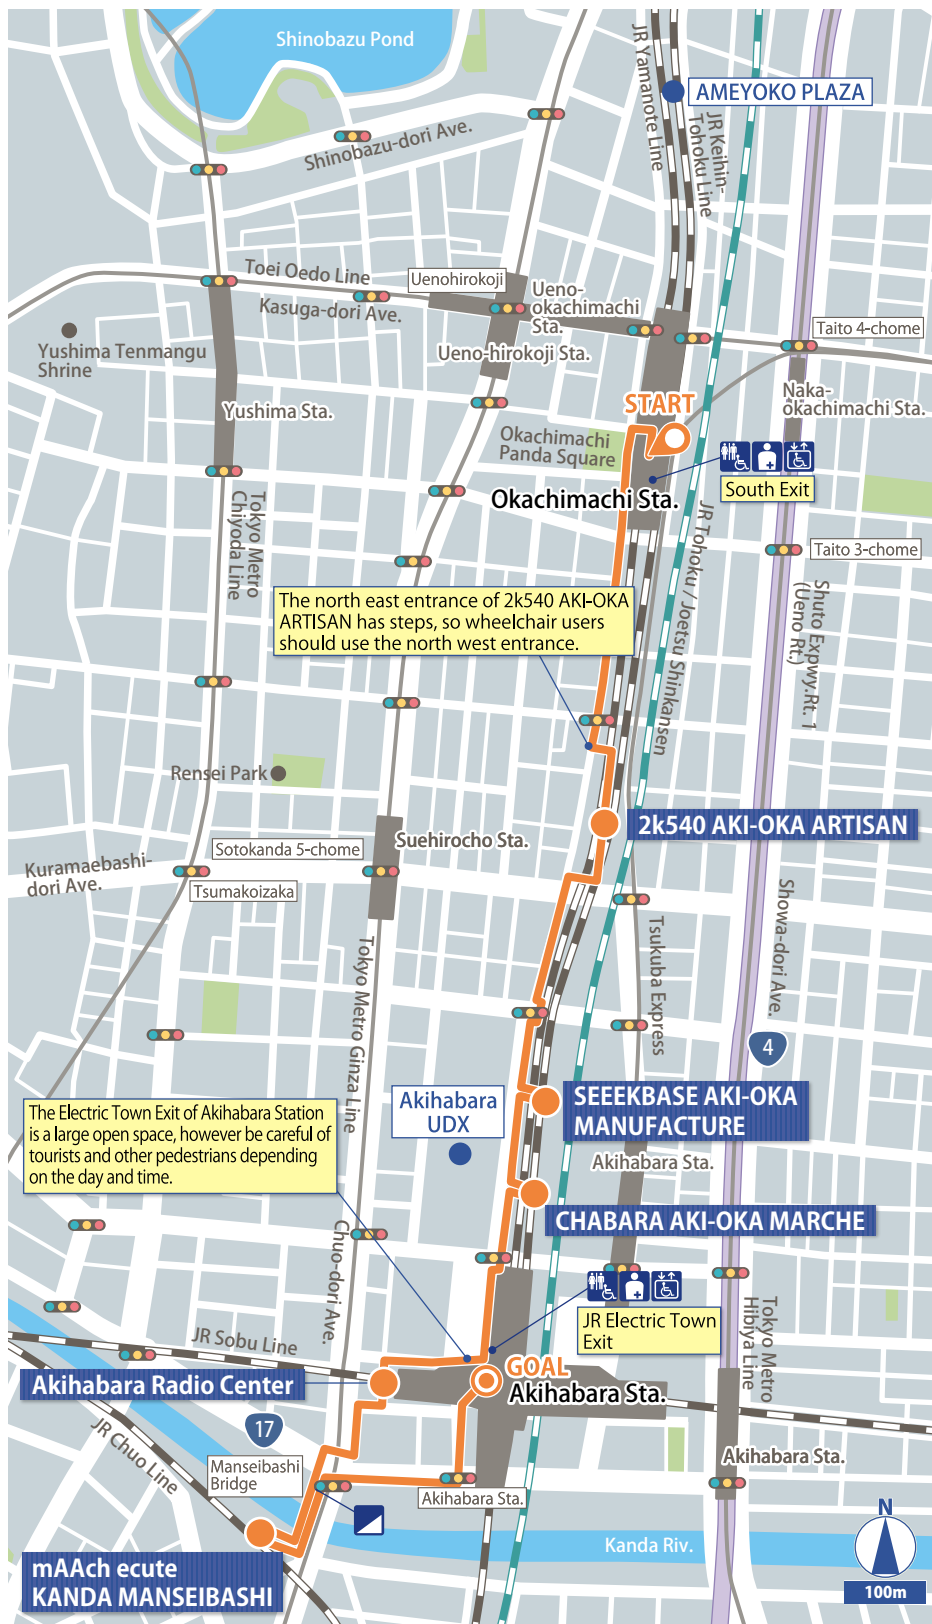 Shinobazu Pond
JR Yamanote Line
AMEYOKO PLAZA
JR Keihin-
Tohoku Line
Shinobazu-dori Ave.
Toei Oedo Line
Uenohirokoji
Kasuga-dori Ave.
Ueno-
okachimachi
Sta.
Taito 4-chome
Yushima Tenmangu
Shrine
Ueno-hirokoji Sta.
Naka-
okachimachi Sta.
START
Yushima Sta.
Okachimachi
Panda Square
South Exit
Okachimachi Sta.
Tokyo Metro
Chiyoda Line
JR Tohoku / Joetsu Shinkansen
Taito 3-chome
Shuto Expwy.Rt. 1
(Ueno Rt.)
The north east entrance of 2k540 AKI-OKA
ARTISAN has steps, so wheelchair users
should use the north west entrance.
Rensei Park
2k540 AKI-OKA ARTISAN
Suehirocho Sta.
Sotokanda 5-chome
Kuramaebashi-
dori Ave.
Tsumakoizaka
Showa-dori Ave.
Tsukuba Express
Tokyo Metro Ginza Line
4
Akihabara
UDX
SEEEKBASE AKI-OKA
MANUFACTURE
The Electric Town Exit of Akihabara Station
is a large open space, however be careful of
tourists and other pedestrians depending
on the day and time.
Akihabara Sta.
CHABARA AKI-OKA MARCHE
Chuo-dori Ave.
JR Electric Town
Exit
JR Sobu Line
Tokyo Metro
Hibiya Line
GOAL
Akihabara Sta.
Akihabara Radio Center
17
JR Chuo Line
Manseibashi
Bridge
Akihabara Sta.
Akihabara Sta.
N
Kanda Riv.
mAAch ecute
KANDA MANSEIBASHI
100m